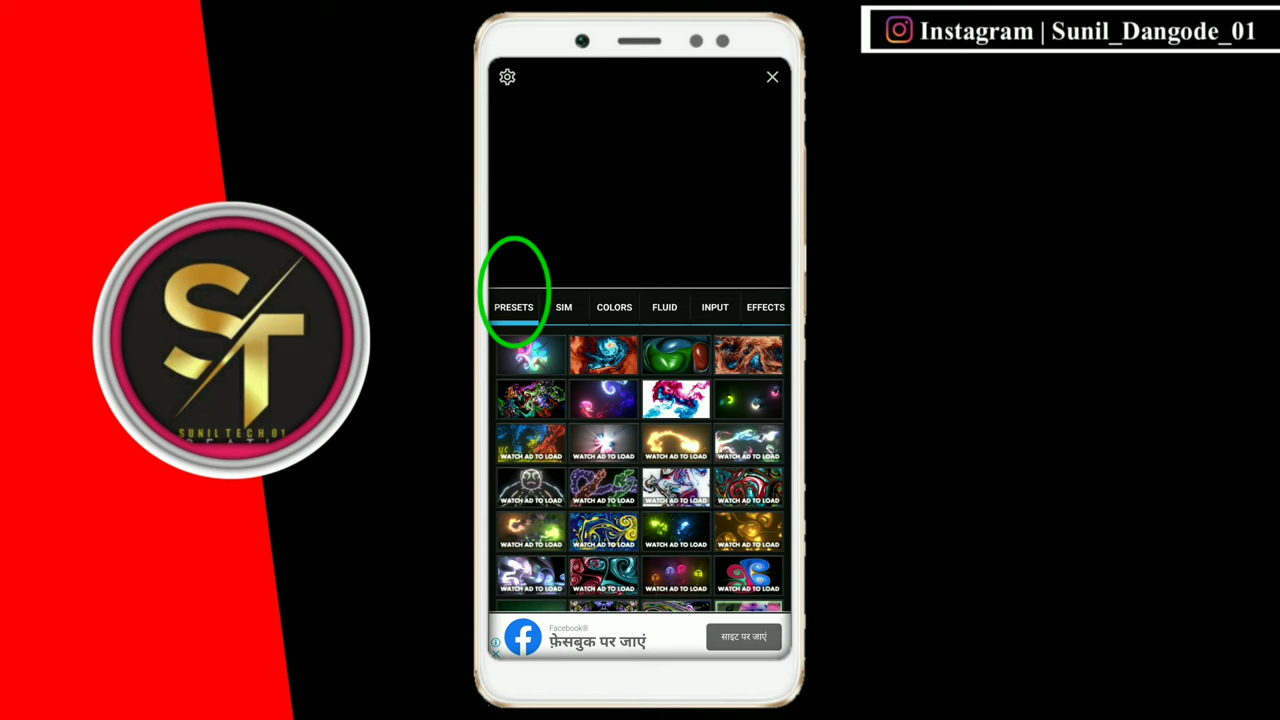 Instagram | Sunil_Dangode_01
PRESETS SIM COLORS FLUID INPUT EFFECTS
WATCH AD TO LOAD WATCH AD TO LOAD WATCH AD TO LOAD WATCH AD TO LOAD
WATCH AD TO LOAD WATCH AD TO LOAD WATCH AD TO LOAD WATCH AD TO LOAD
WATCH AD TO LOAD WATCH AD TO LOAD WATCH AD TO LOAD WATCH AD TO LOAD
WATCH AD TO LOAD WATCH AD TO LOAD WATCH AD TO LOAD WATCH AD TO LOAD
ST
SUNIL TECH 01
Facebook®
फ़ेसबुक पर जाएं
साइट पर जाएं